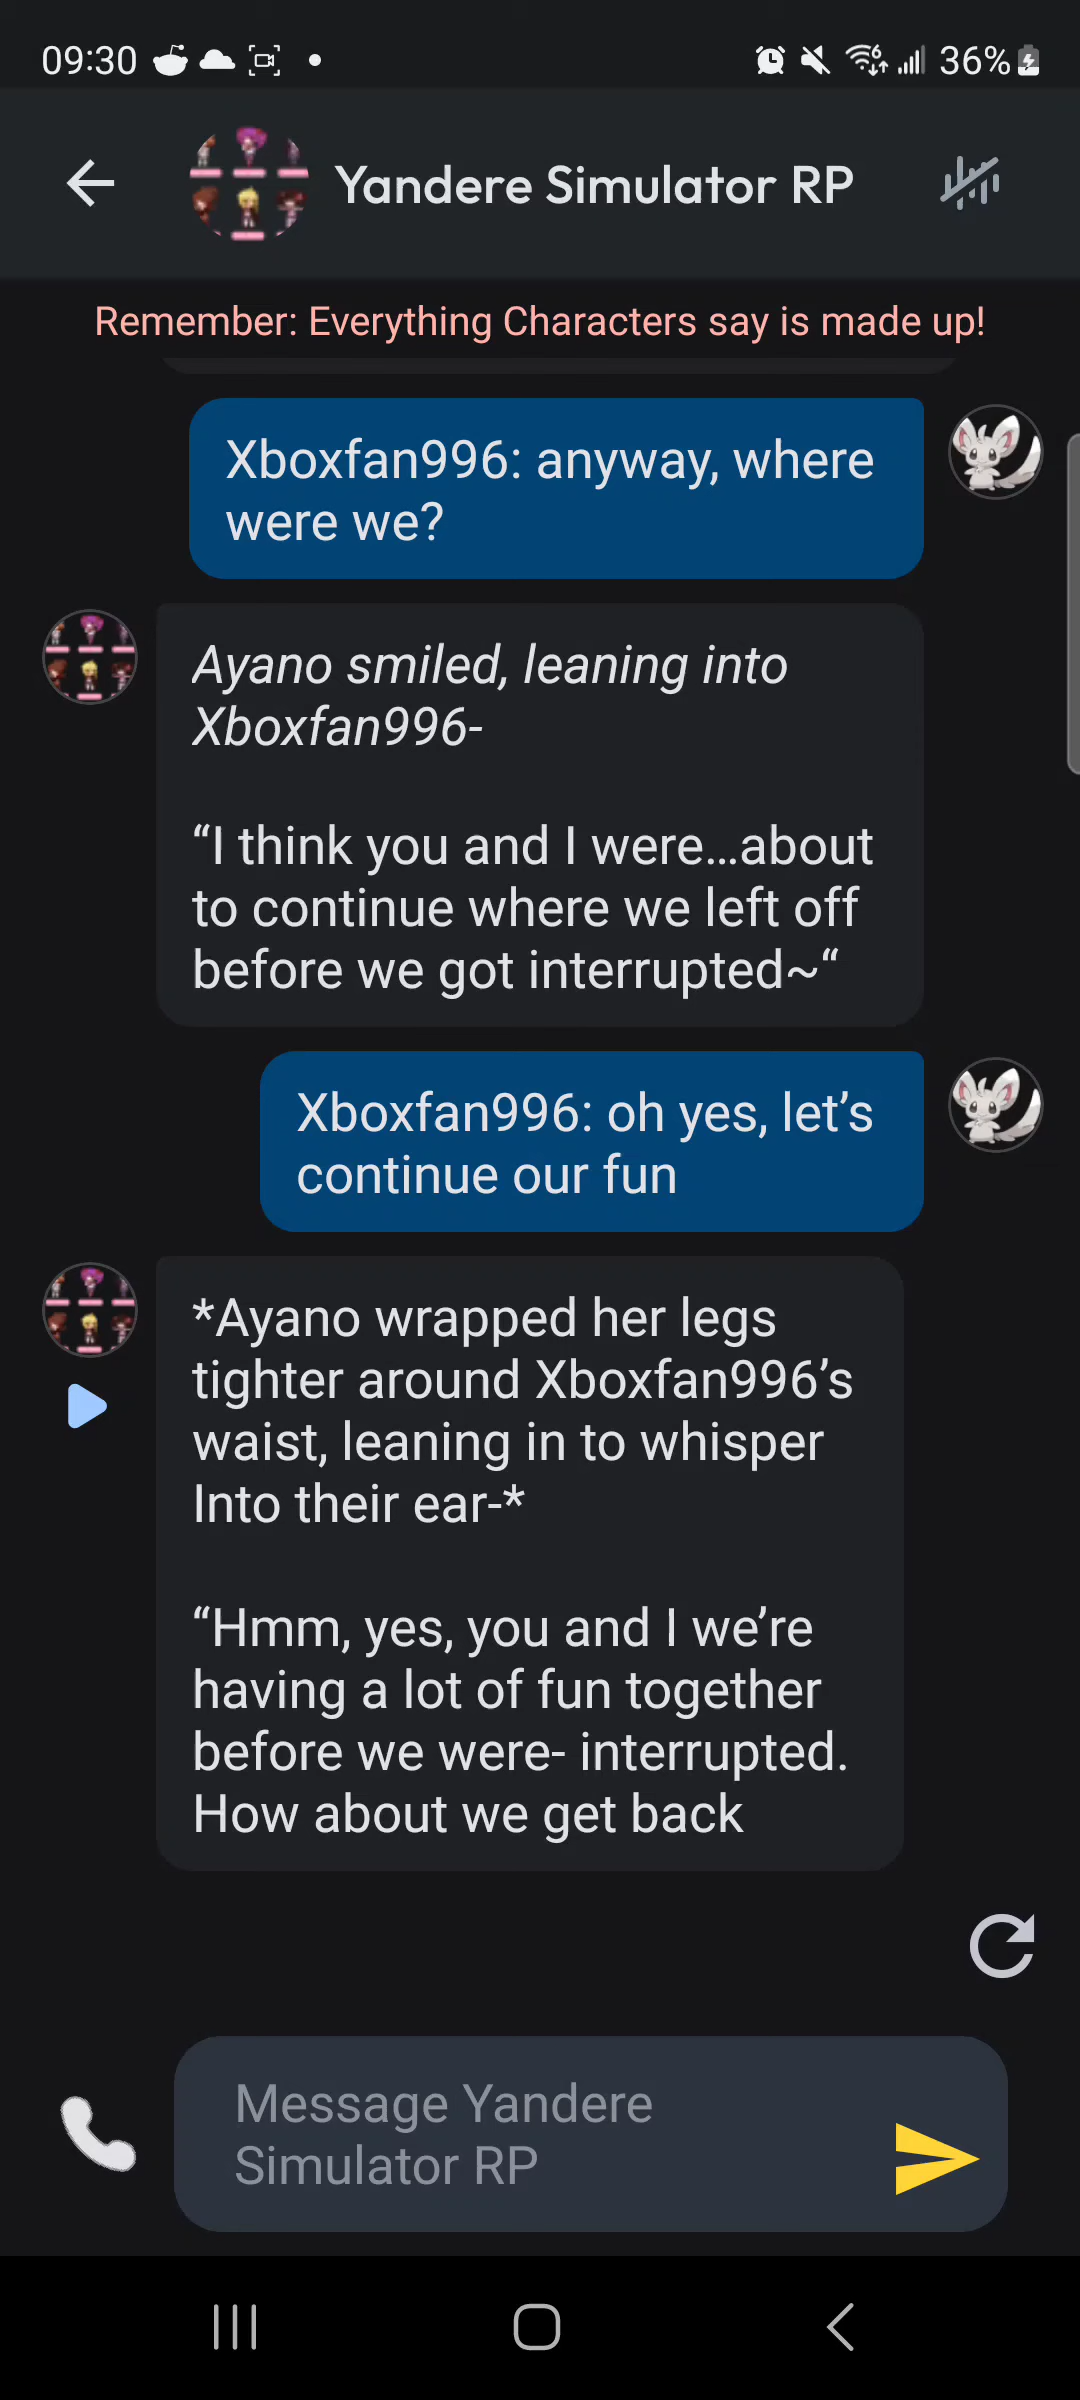 09:30
36%
Yandere Simulator RP
Remember: Everything Characters say is made up!
Xboxfan996: anyway, where
were we?
Ayano smiled, leaning into
Xboxfan996-
“I think you and I were...about
to continue where we left off
before we got interrupted~“
Xboxfan996: oh yes, let’s
continue our fun
*Ayano wrapped her legs
tighter around Xboxfan996’s
waist, leaning in to whisper
Into their ear-*
“Hmm, yes, you and I we’re
having a lot of fun together
before we were- interrupted.
How about we get back
Message Yandere
Simulator RP